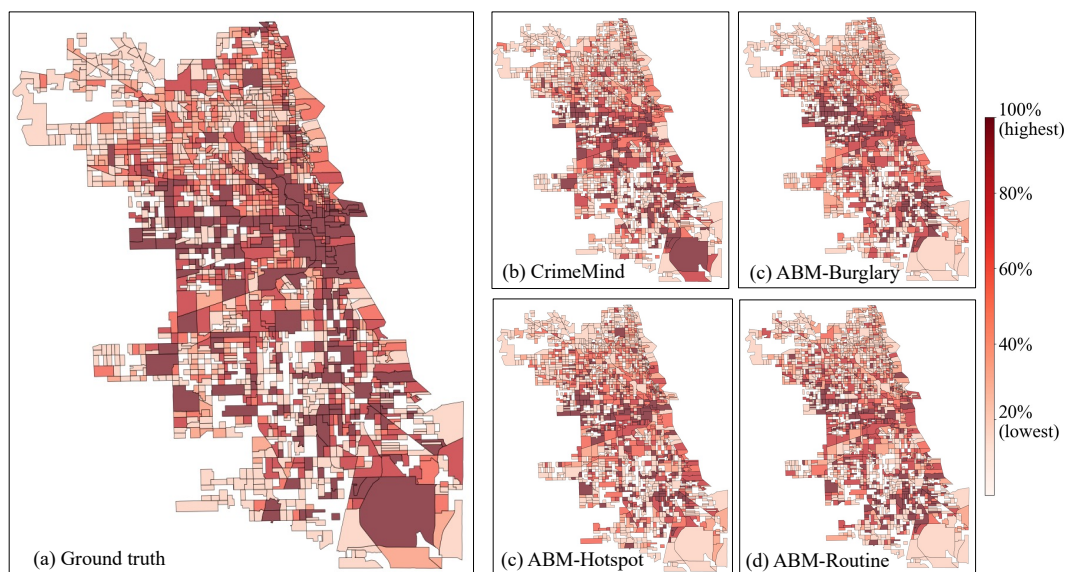 (a) Ground truth
(b) CrimeMind
(c) ABM-Burglary
(c) ABM-Hotspot
(d) ABM-Routine
100%
(highest)
80%
60%
40%
20%
(lowest)